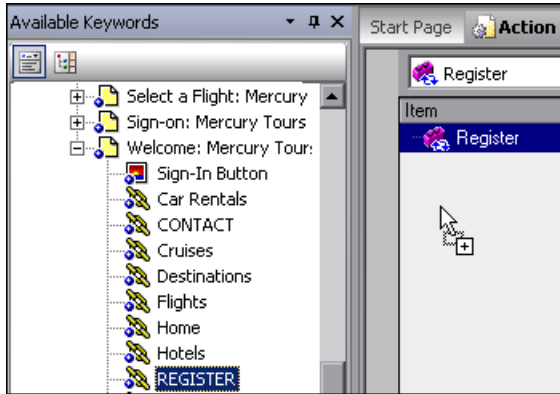 Available Keywords
Start Page Action
Register
Item
Register
Select a Flight: Mercury
Sign-on: Mercury Tours
Welcome: Mercury Tour:
Sign-In Button
Car Rentals
CONTACT
Cruises
Destinations
Flights
Home
Hotels
REGISTER